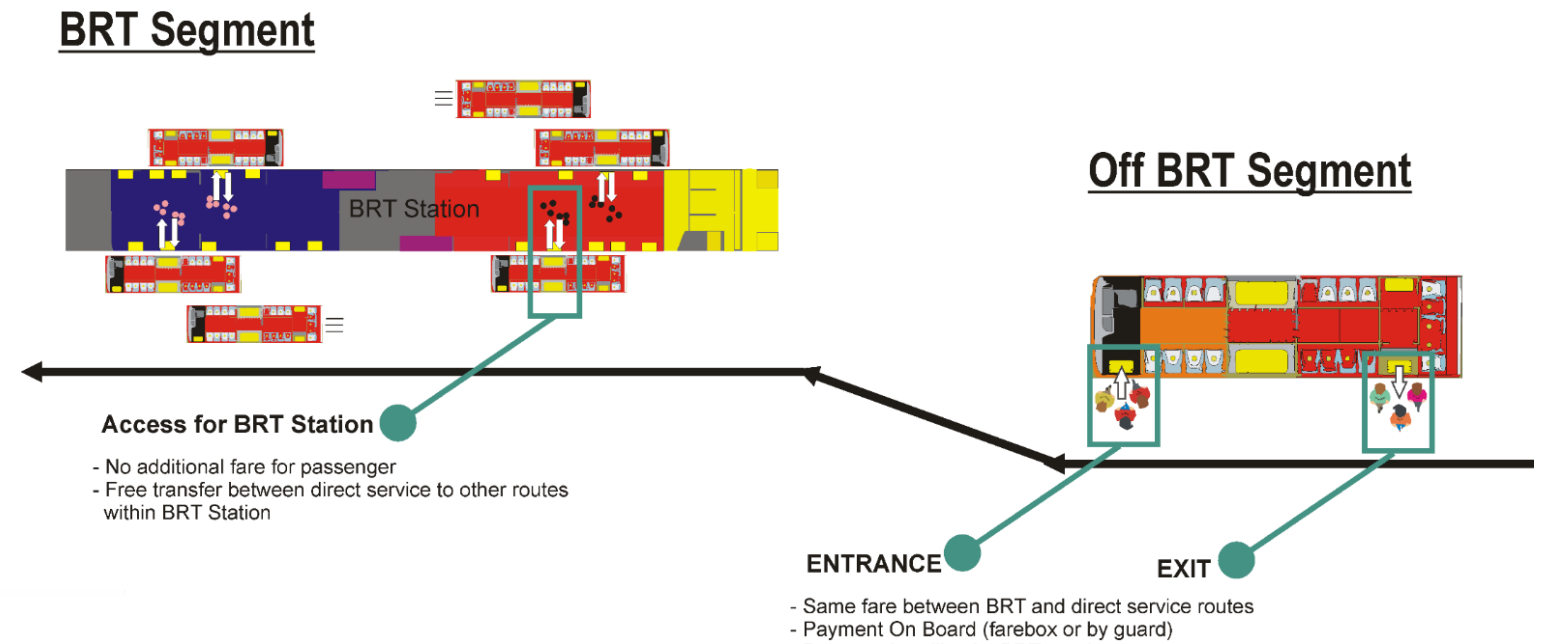 BRT Segment
BRT Station
Off BRT Segment
Access for BRT Station
- No additional fare for passenger
- Free transfer between direct service to other routes
within BRT Station
ENTRANCE
EXIT
- Same fare between BRT and direct service routes
- Payment On Board (farebox or by guard)